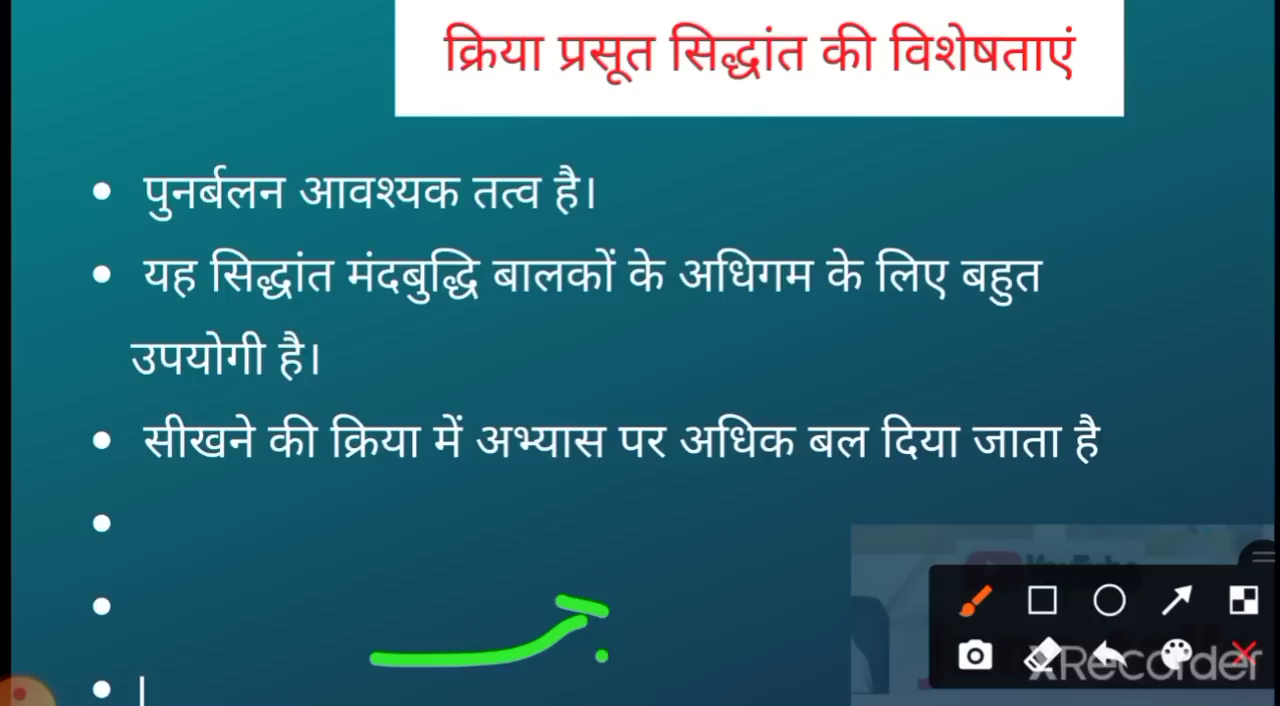 क्रिया प्रसूत सिद्धांत की विशेषताएं
• पुनर्बलन आवश्यक तत्व है।
• यह सिद्धांत मंदबुद्धि बालकों के अधिगम के लिए बहुत
उपयोगी है।
• सीखने की क्रिया में अभ्यास पर अधिक बल दिया जाता है
YouTube
XRecorder